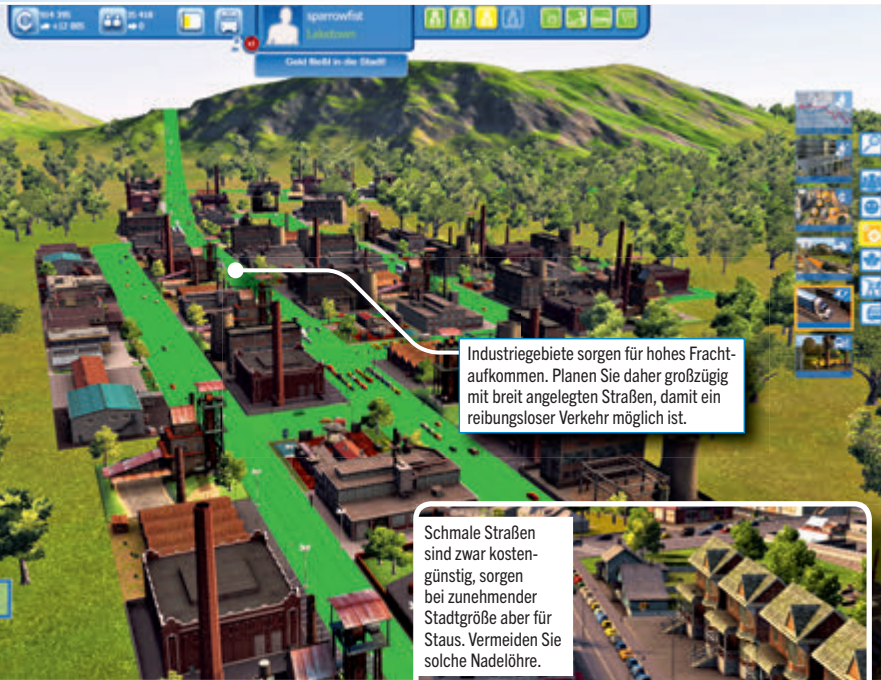 sparrowfist
Geld fließt in die Stadt!
Industriegebiete sorgen für hohes Fracht-
aufkommen. Planen Sie daher großzügig
mit breit angelegten Straßen, damit ein
reibungsloser Verkehr möglich ist.
Schmale Straßen
sind zwar kosten-
günstig, sorgen
bei zunehmender
Stadtgröße aber für
Staus. Vermeiden Sie
solche Nadelöhre.